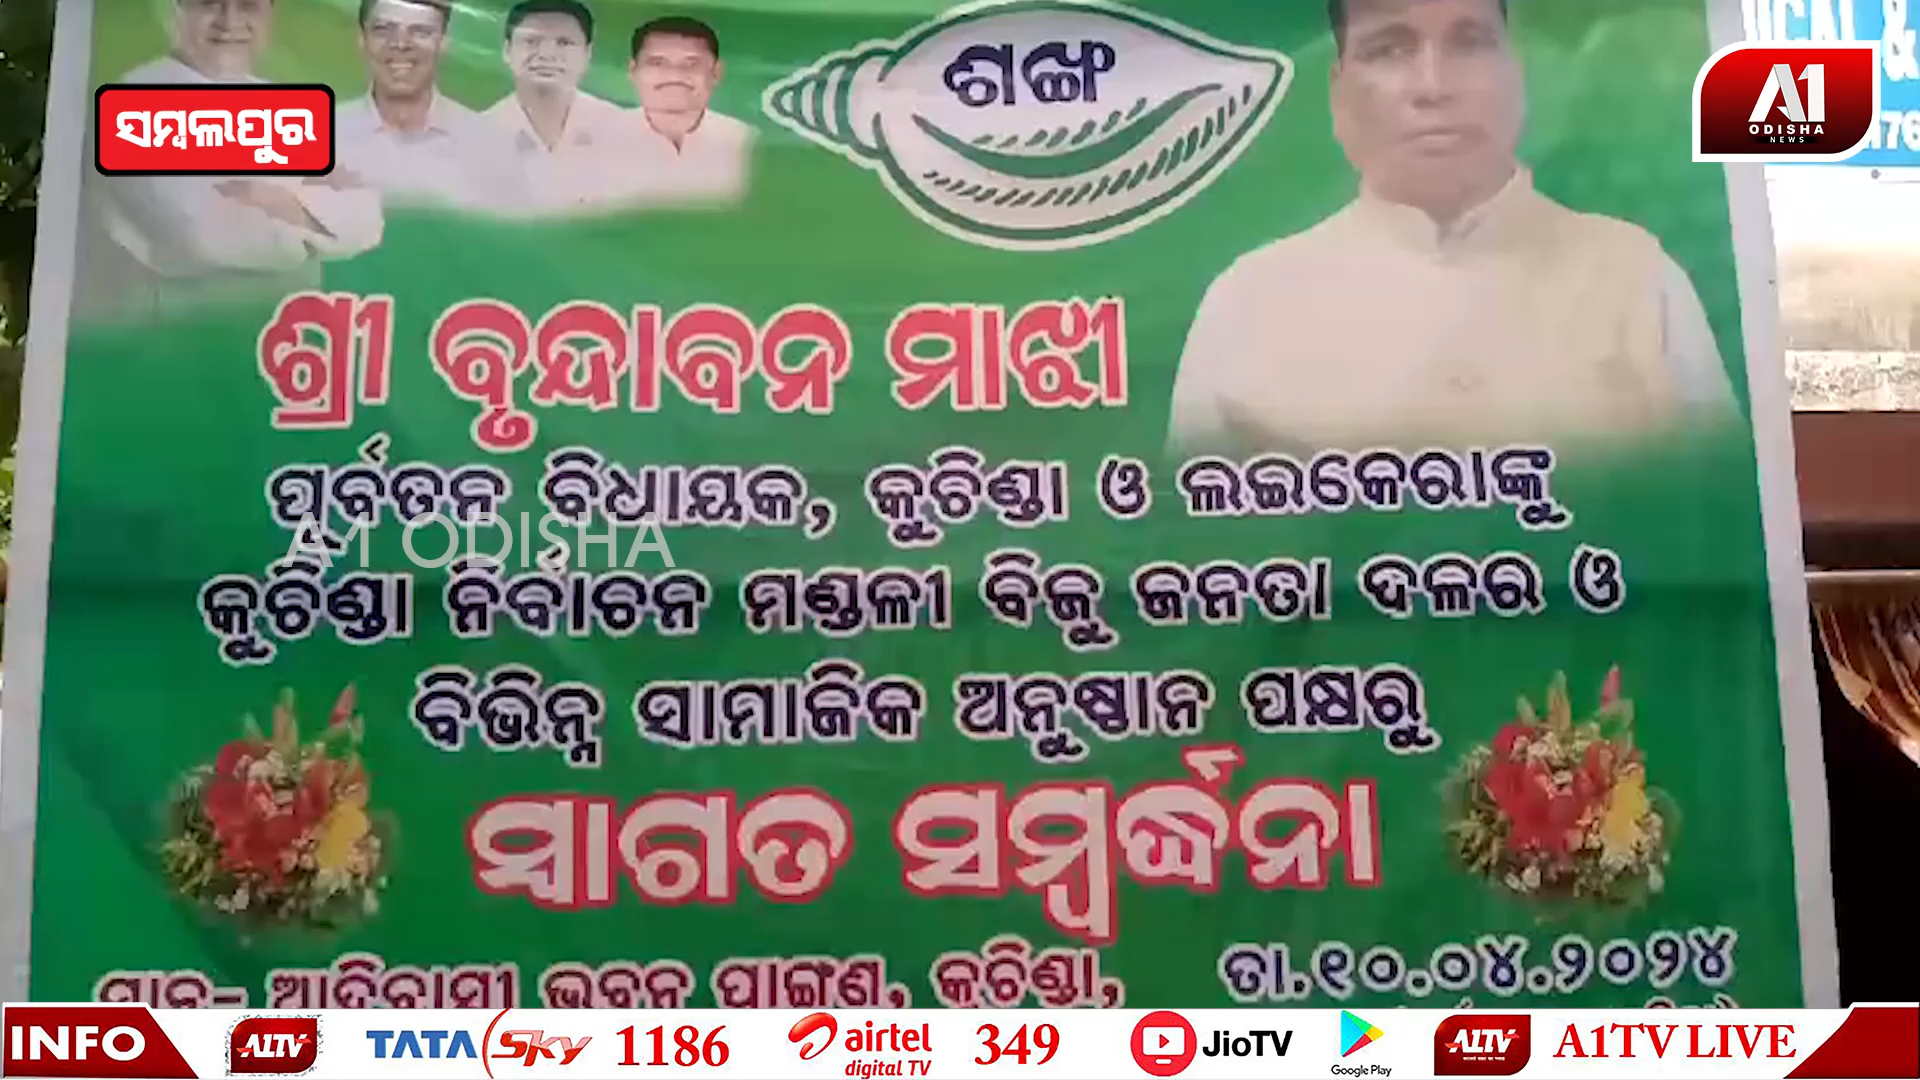 ସମ୍ବଲପୁର
ଶଙ୍ଖ
A1
ODISHA
NEWS
ଶ୍ରୀ ବୃନ୍ଦାବନ ମାଝୀ
ପୂର୍ବତନ ବିଧାୟକ, କୁଚିଣ୍ଡା ଓ ଲଇକେରାଙ୍କୁ
A1 ODISHA
କୁଚିଣ୍ଡା ନିର୍ବାଚନ ମଣ୍ଡଳୀ ବିଜୁ ଜନତା ଦଳର ଓ
ବିଭିନ୍ନ ସାମାଜିକ ଅନୁଷ୍ଠାନ ପକ୍ଷରୁ
ସ୍ୱାଗତ ସମ୍ବର୍ଦ୍ଧନା
ସ୍ଥାନ- ଆଦିବାସୀ ଭବନ ପ୍ରାଙ୍ଗଣ, କୁଚିଣ୍ଡା, ତା.୧୦.୦୪.୨୦୨୪
INFO A1TV TATA Sky 1186 airtel digital TV 349 JioTV Google Play A1TV A1TV LIVE